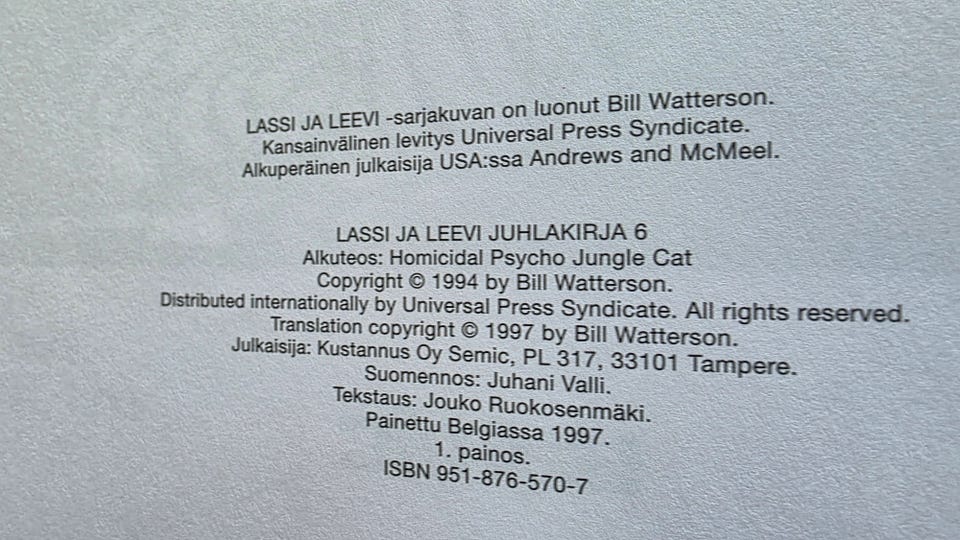 LASSI JA LEEVI -sarjakuvan on luonut Bill Watterson.
Kansainvälinen levitys Universal Press Syndicate.
Alkuperäinen julkaisija USA:ssa Andrews and McMeel.
LASSI JA LEEVI JUHLAKIRJA 6
Alkuteos: Homicidal Psycho Jungle Cat
Copyright © 1994 by Bill Watterson.
Distributed internationally by Universal Press Syndicate. All rights reserved.
Translation copyright © 1997 by Bill Watterson.
Julkaisija: Kustannus Oy Semic, PL 317, 33101 Tampere.
Suomennos: Juhani Valli.
Tekstaus: Jouko Ruokosenmäki.
Painettu Belgiassa 1997.
1. painos.
ISBN 951-876-570-7